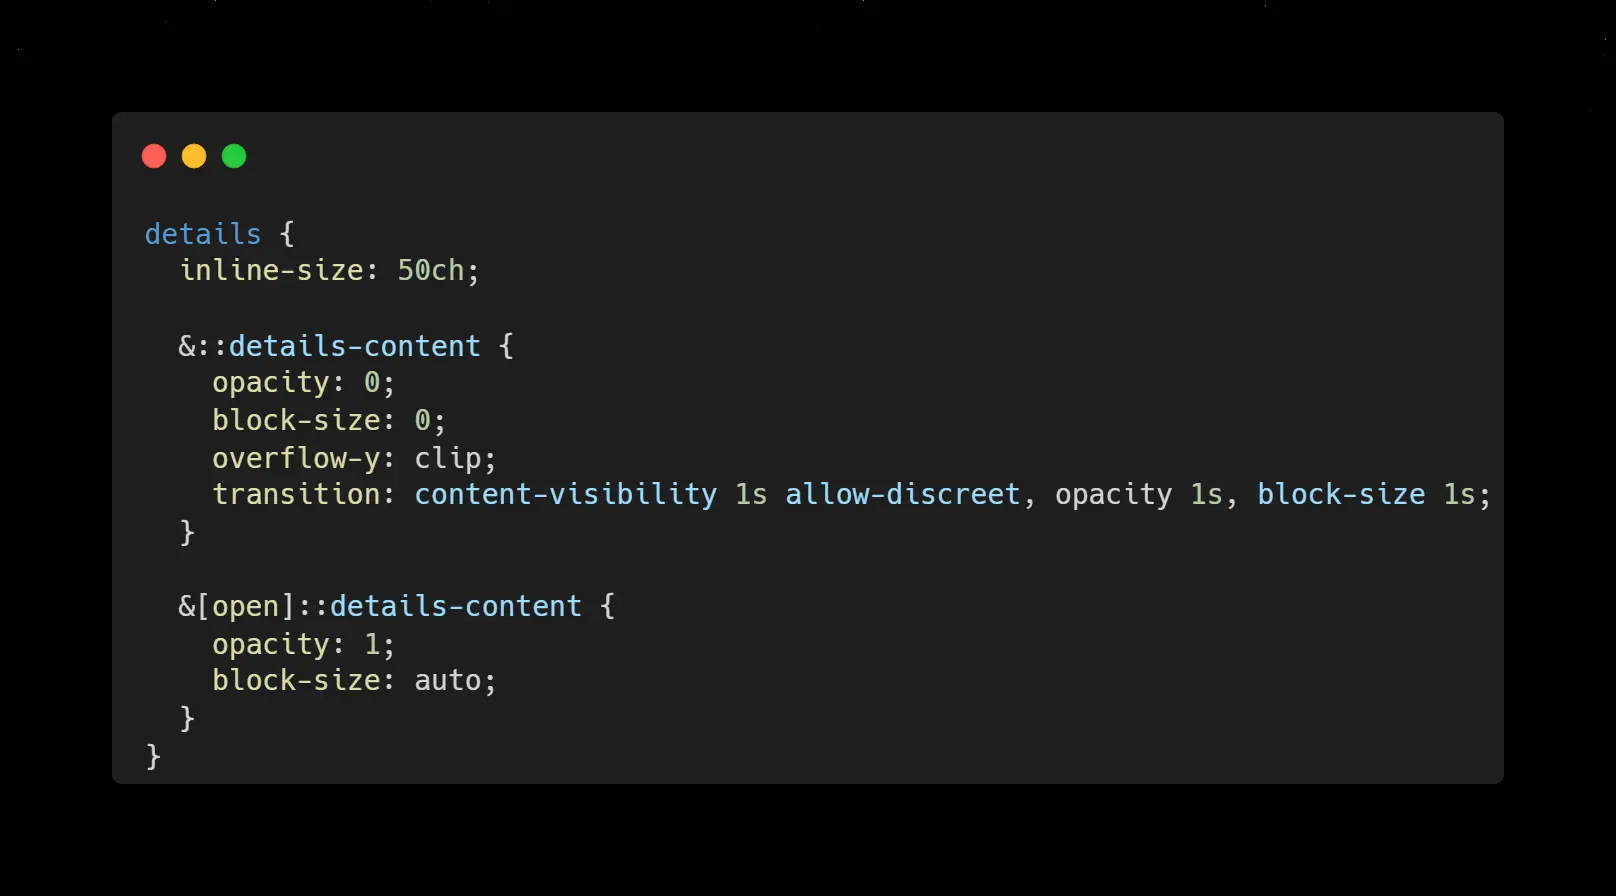 details {
  inline-size: 50ch;

  &::details-content {
    opacity: 0;
    block-size: 0;
    overflow-y: clip;
    transition: content-visibility 1s allow-discreet, opacity 1s, block-size 1s;
  }

  &[open]::details-content {
    opacity: 1;
    block-size: auto;
  }
}